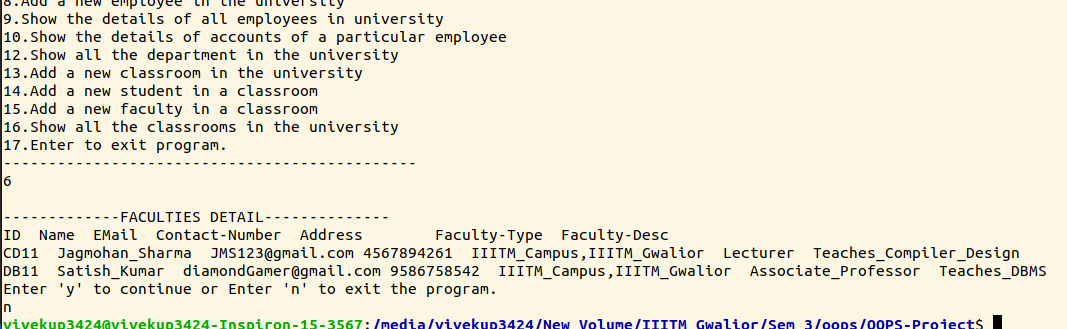 8.Add a new employee in the university
9.Show the details of all employees in university
10.Show the details of accounts of a particular employee
12.Show all the department in the university
13.Add a new classroom in the university
14.Add a new student in a classroom
15.Add a new faculty in a classroom
16.Show all the classrooms in the university
17.Enter to exit program.
----------------------------------------------
6
-------------FACULTIES DETAIL--------------
ID  Name  EMail  Contact-Number  Address        Faculty-Type  Faculty-Desc
CD11  Jagmohan_Sharma  JMS123@gmail.com 4567894261  IIITM_Campus,IIITM_Gwalior  Lecturer  Teaches_Compiler_Design
DB11  Satish_Kumar  diamondGamer@gmail.com 9586758542  IIITM_Campus,IIITM_Gwalior  Associate_Professor  Teaches_DBMS
Enter 'y' to continue or Enter 'n' to exit the program.
n
vivekup3424@vivekup3424-Inspiron-15-3567:/media/vivekup3424/New Volume/IIITM Gwalior/Sem 3/oops/OOPS-Project$